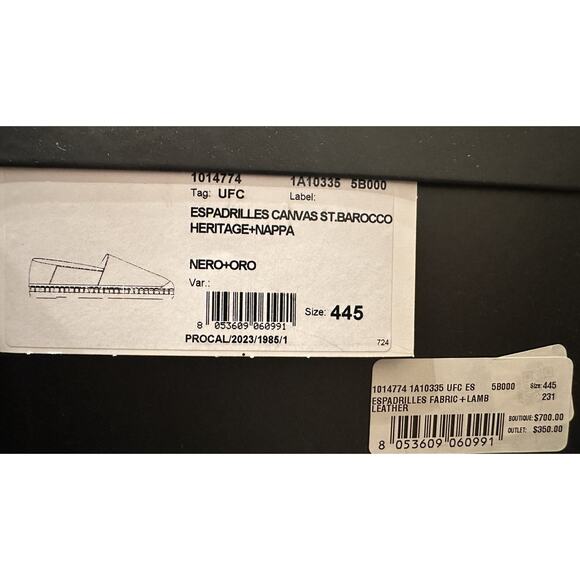 1014774 1A10335 5B000
Tag: UFC Label:
ESPADRILLES CANVAS ST.BAROCCO
HERITAGE+NAPPA
NERO+ORO
Var.:
Size: 445
8 053609 060991
PROCAL/2023/1985/1
724
1014774 1A10335 UFC ES 5B000 Size: 445
ESPADRILLES FABRIC+LAMB 231
LEATHER
BOUTIQUE: $700.00
OUTLET: $350.00
8 053609 060991